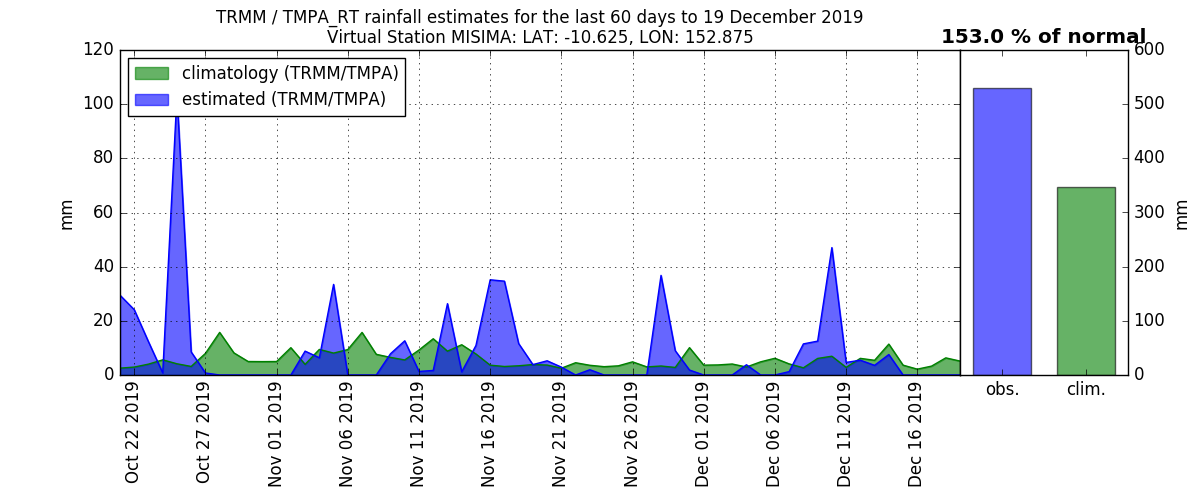 TRMM / TMPA_RT rainfall estimates for the last 60 days to 19 December 2019
Virtual Station MISIMA: LAT: -10.625, LON: 152.875
153.0 % of normal
climatology (TRMM/TMPA)
estimated (TRMM/TMPA)
120
100
80
60
40
20
0
mm
Oct 22 2019
Oct 27 2019
Nov 01 2019
Nov 06 2019
Nov 11 2019
Nov 16 2019
Nov 21 2019
Nov 26 2019
Dec 01 2019
Dec 06 2019
Dec 11 2019
Dec 16 2019
obs.
clim.
600
500
400
300
200
100
0
mm